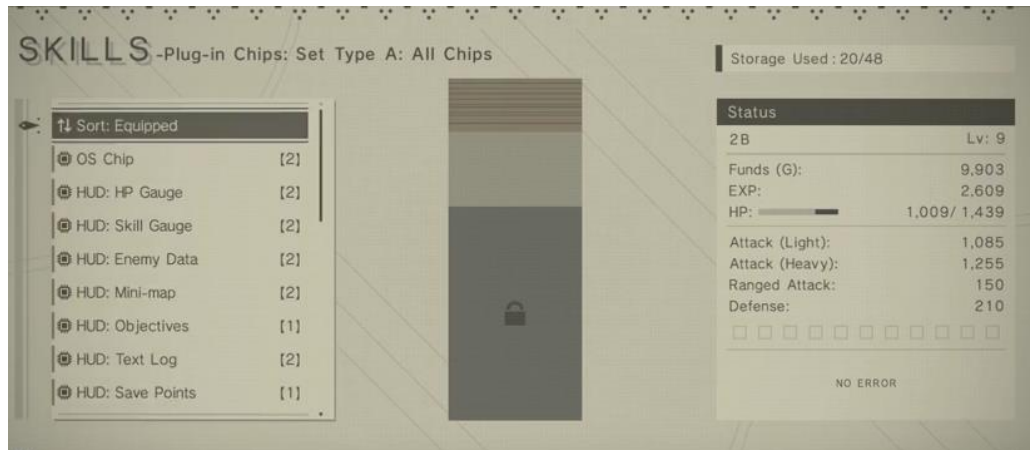 SKILLS -Plug-in Chips: Set Type A: All Chips
Storage Used : 20/48
Sort: Equipped
OS Chip [2]
HUD: HP Gauge [2]
HUD: Skill Gauge [2]
HUD: Enemy Data [2]
HUD: Mini-map [2]
HUD: Objectives [1]
HUD: Text Log [2]
HUD: Save Points [1]
Status
2B Lv: 9
Funds (G): 9,903
EXP: 2,609
HP: 1,009/ 1,439
Attack (Light): 1,085
Attack (Heavy): 1,255
Ranged Attack: 150
Defense: 210
NO ERROR